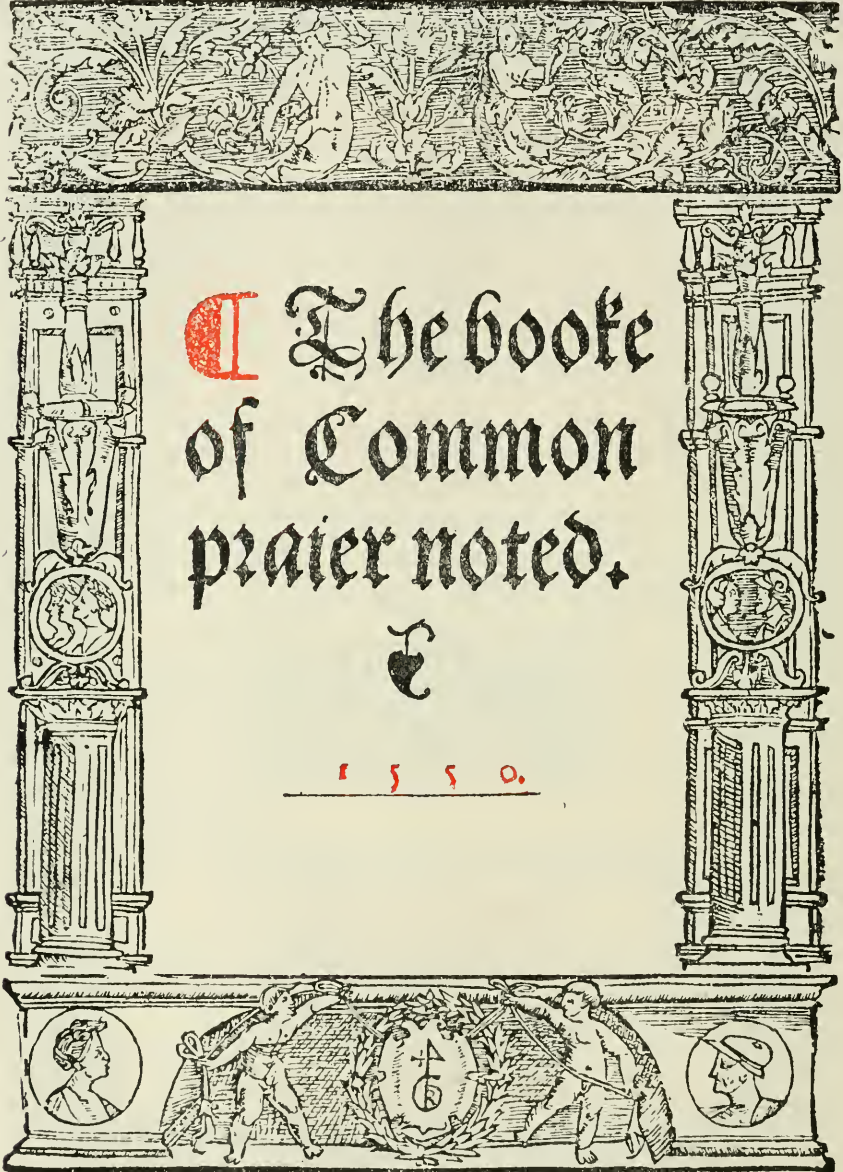 ¶ The booke
of Common
praier noted.
❧
1550.